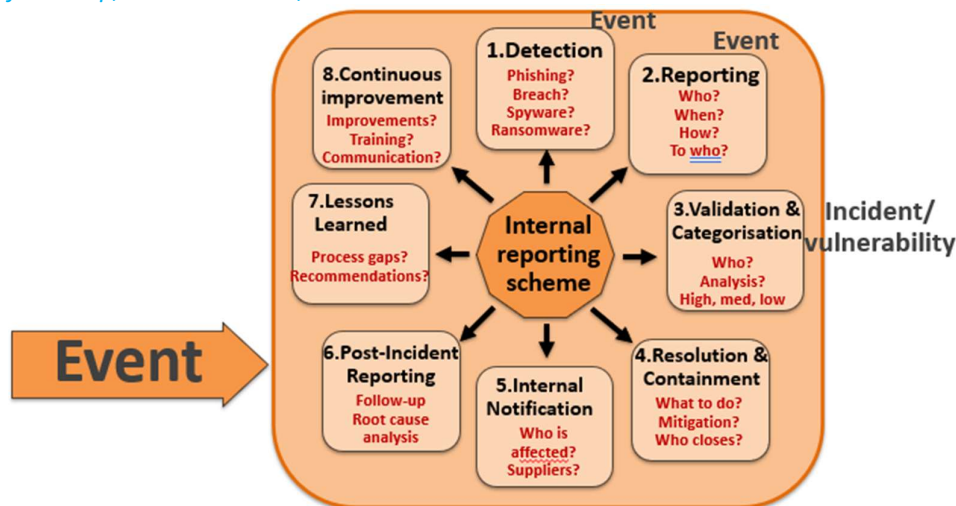 Event
Event
1.Detection
Phishing?
Breach?
Spyware?
Ransomware?
2.Reporting
Who?
When?
How?
To who?
Incident/
vulnerability
3.Validation &
Categorisation
Who?
Analysis?
High, med, low
4.Resolution &
Containment
What to do?
Mitigation?
Who closes?
5.Internal
Notification
Who is
affected?
Suppliers?
6.Post-Incident
Reporting
Follow-up
Root cause
analysis
7.Lessons
Learned
Process gaps?
Recommendations?
8.Continuous
improvement
Improvements?
Training?
Communication?
Internal
reporting
scheme
Event